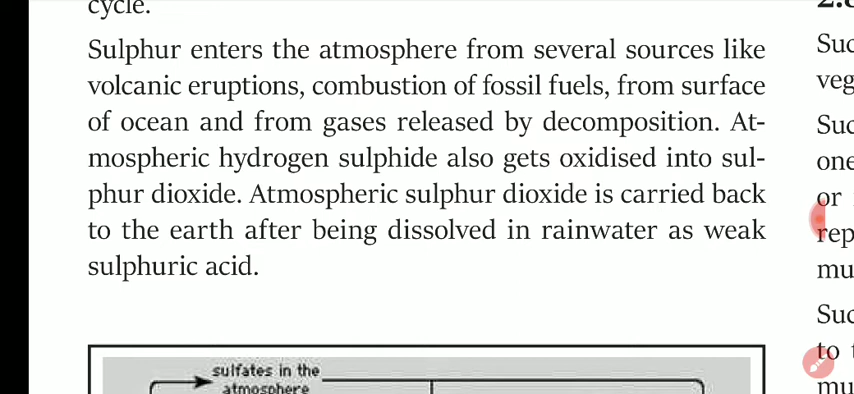 cycle.
Sulphur enters the atmosphere from several sources like
volcanic eruptions, combustion of fossil fuels, from surface
of ocean and from gases released by decomposition. At-
mospheric hydrogen sulphide also gets oxidised into sul-
phur dioxide. Atmospheric sulphur dioxide is carried back
to the earth after being dissolved in rainwater as weak
sulphuric acid.
sulfates in the
atmosphere
or
to